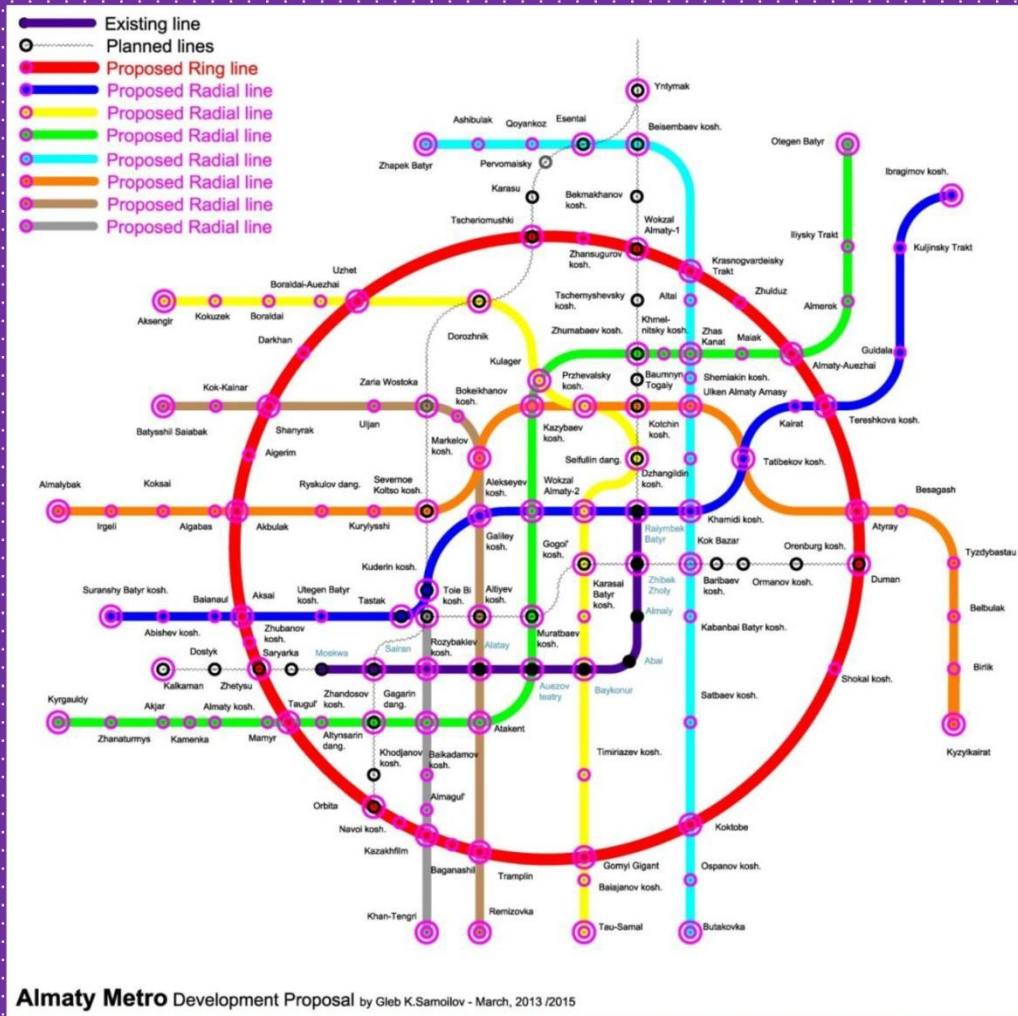 Existing line
Planned lines
Proposed Ring line
Proposed Radial line
Proposed Radial line
Proposed Radial line
Proposed Radial line
Proposed Radial line
Proposed Radial line
Proposed Radial line
Yntymak
Ashibulak
Qoyankoz
Esentai
Beisembaev kosh.
Zhapek Batyr
Pervomaisky
Otegen Batyr
Ibragimov kosh.
Karasu
Bekmakhanov
kosh.
Tscheriomushki
Wokzal
Almaty-1
Zhansugurov
kosh.
Iliysky Trakt
Kuljinsky Trakt
Krasnogvardeisky
Trakt
Uzhet
Boraldai-Auezhai
Aksengir
Kokuzek
Boraldai
Tschernyshevsky
kosh.
Altai
Zhulduz
Almerek
Darkhan
Dorozhnik
Zhumabaev kosh.
Khmel-
nitsky kosh.
Zhas
Kanat
Maiak
Guldala
Almaty-Auezhai
Kulager
Przhevalsky
kosh.
Baumnyn
Togaiy
Shemiakin kosh.
Ulken Almaty Arnasy
Kok-Kainar
Zaria Wostoka
Bokeikhanov
kosh.
Batysshil Saiabak
Shanyrak
Uljan
Markelov
kosh.
Kazybaev
kosh.
Kotchin
kosh.
Kairat
Tereshkova kosh.
Aigerim
Seifullin dang.
Tatibekov kosh.
Dzhangildin
kosh.
Almalybak
Koksai
Ryskulov dang.
Severnoe
Koltso kosh.
Alekseyev
kosh.
Wokzal
Almaty-2
Besagash
Irgeli
Algabas
Akbulak
Kurylysshi
Raiymbek
Batyr
Khamidi kosh.
Atyray
Galiley
kosh.
Gogol'
kosh.
Kok Bazar
Orenburg kosh.
Tyzdybastau
Kuderin kosh.
Suranshy Batyr kosh.
Baianaul
Aksai
Utegen Batyr
kosh.
Tastak
Tole Bi
kosh.
Aitiyev
kosh.
Karasai
Batyr
kosh.
Zhibek
Zholy
Baribaev
kosh.
Ormanov kosh.
Duman
Belbulak
Almaly
Abishev kosh.
Zhubanov
kosh.
Muratbaev
kosh.
Kabanbai Batyr kosh.
Dostyk
Saryarka
Moskwa
Sairan
Rozybakiev
kosh.
Alatay
Abai
Kalkaman
Zhetysu
Zhandosov
kosh.
Gagarin
dang.
Auezov
teatry
Baykonur
Shokal kosh.
Birlik
Kyrgauldy
Akjar
Almaty kosh.
Taugul'
Satbaev kosh.
Zhanaturmys
Kamenka
Mamyr
Altynsarin
dang.
Atakent
Kyzylkairat
Khodjanov
kosh.
Baikadamov
kosh.
Timiriazev kosh.
Almagul'
Orbita
Navoi kosh.
Koktobe
Kazakhfilm
Baganashil
Tramplin
Gornyi Gigant
Ospanov kosh.
Baiajanov kosh.
Khan-Tengri
Remizovka
Tau-Samal
Butakovka
Almaty Metro Development Proposal by Gleb K.Samoilov - March, 2013 /2015